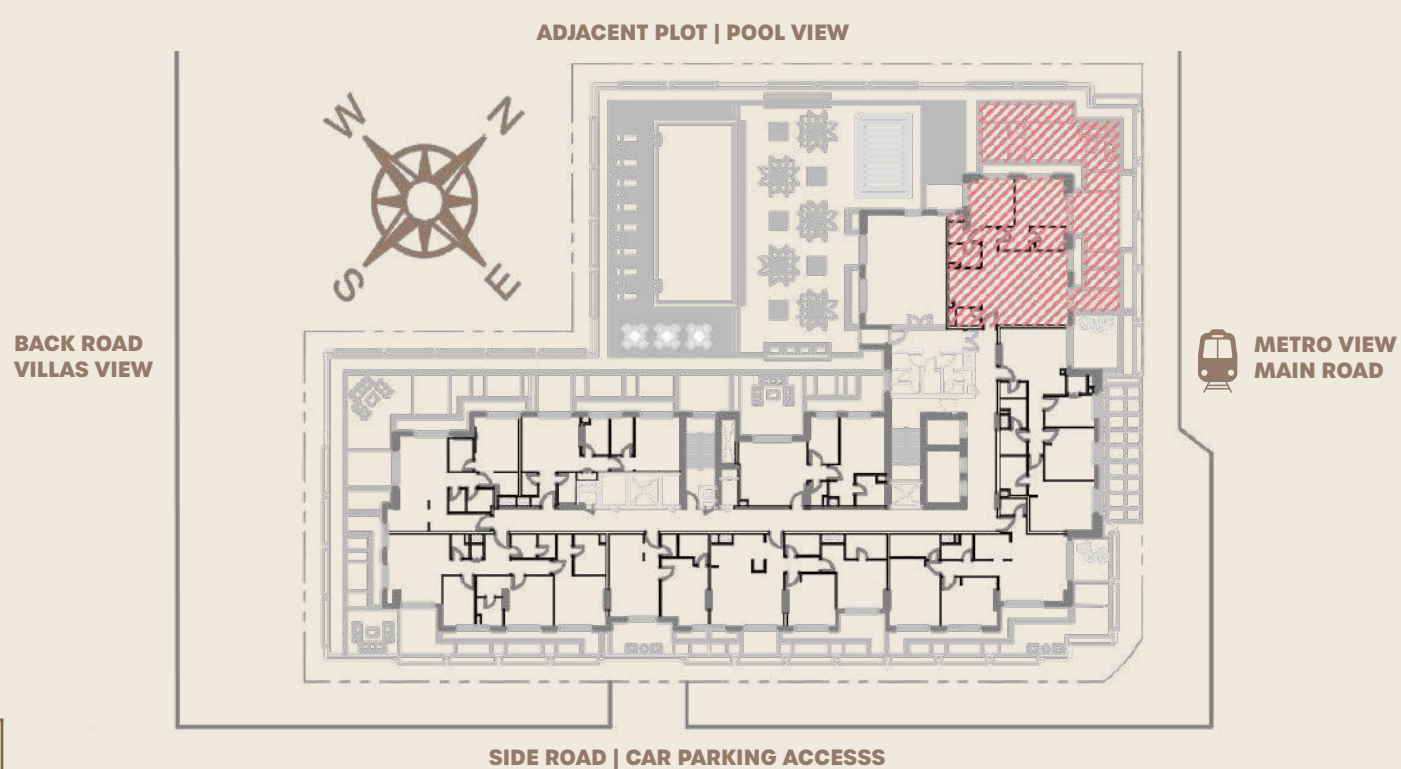 ADJACENT PLOT | POOL VIEW
W
N
S
E
BACK ROAD
VILLAS VIEW
METRO VIEW
MAIN ROAD
SIDE ROAD | CAR PARKING ACCESSS